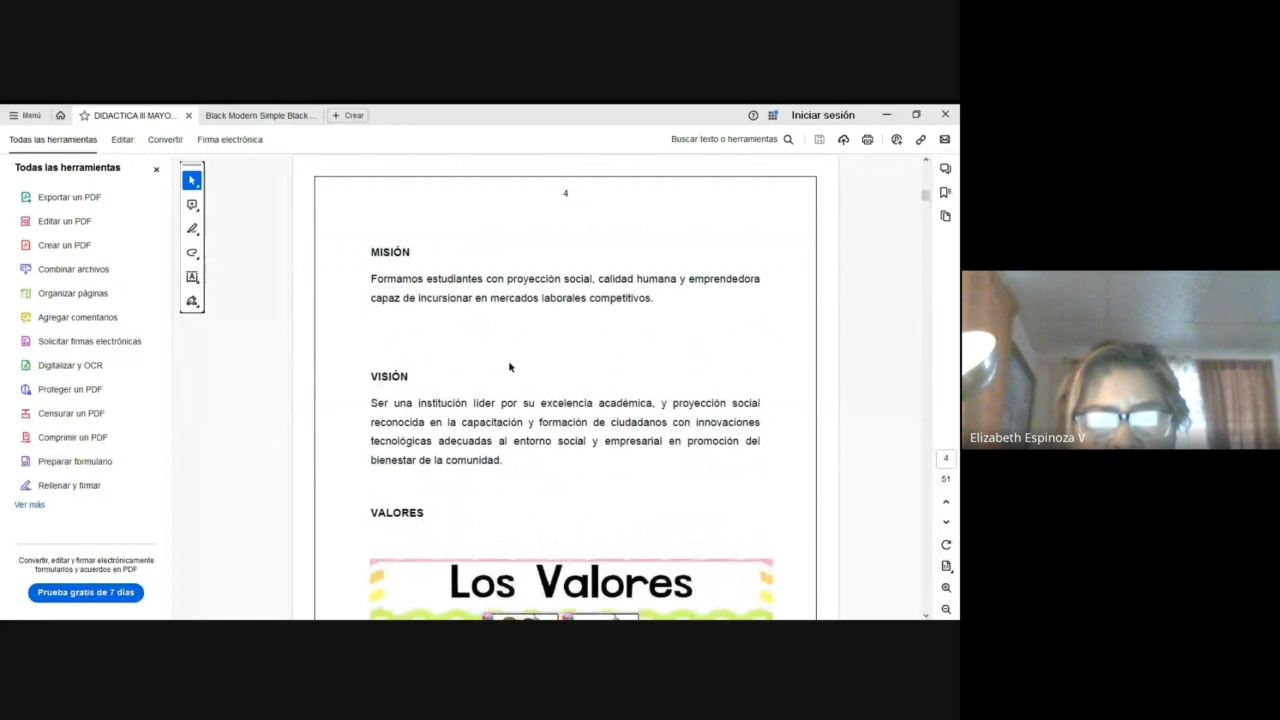 Menú
DIDACTICA III MAYO...
Black Modern Simple Black ...
+ Crear
Iniciar sesión
Todas las herramientas
Editar
Convertir
Firma electrónica
Buscar texto o herramientas
Todas las herramientas
Exportar un PDF
Editar un PDF
Crear un PDF
Combinar archivos
Organizar páginas
Agregar comentarios
Solicitar firmas electrónicas
Digitalizar y OCR
Proteger un PDF
Censurar un PDF
Comprimir un PDF
Preparar formulario
Rellenar y firmar
Ver más
Convertir, editar y firmar electrónicamente
formularios y acuerdos en PDF
Prueba gratis de 7 días
4
MISIÓN
Formamos estudiantes con proyección social, calidad humana y emprendedora
capaz de incursionar en mercados laborales competitivos.
VISIÓN
Ser una institución líder por su excelencia académica, y proyección social
reconocida en la capacitación y formación de ciudadanos con innovaciones
tecnológicas adecuadas al entorno social y empresarial en promoción del
bienestar de la comunidad.
VALORES
Los Valores
4
51
Elizabeth Espinoza V